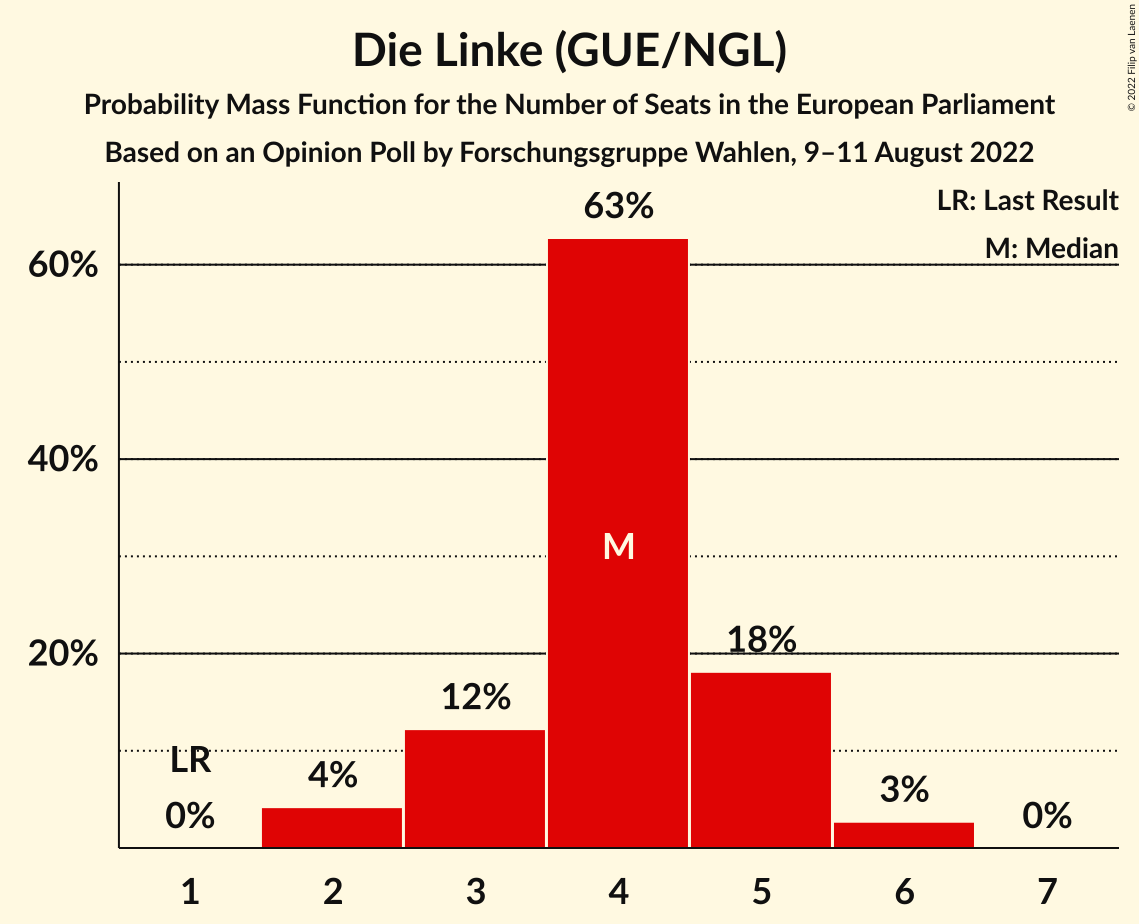 Die Linke (GUE/NGL)
Probability Mass Function for the Number of Seats in the European Parliament
Based on an Opinion Poll by Forschungsgruppe Wahlen, 9–11 August 2022
© 2022 Filip van Laenen
LR: Last Result
M: Median
63%
60%
40%
M
20%
18%
12%
LR
4%
3%
0%
0%
1 2 3 4 5 6 7